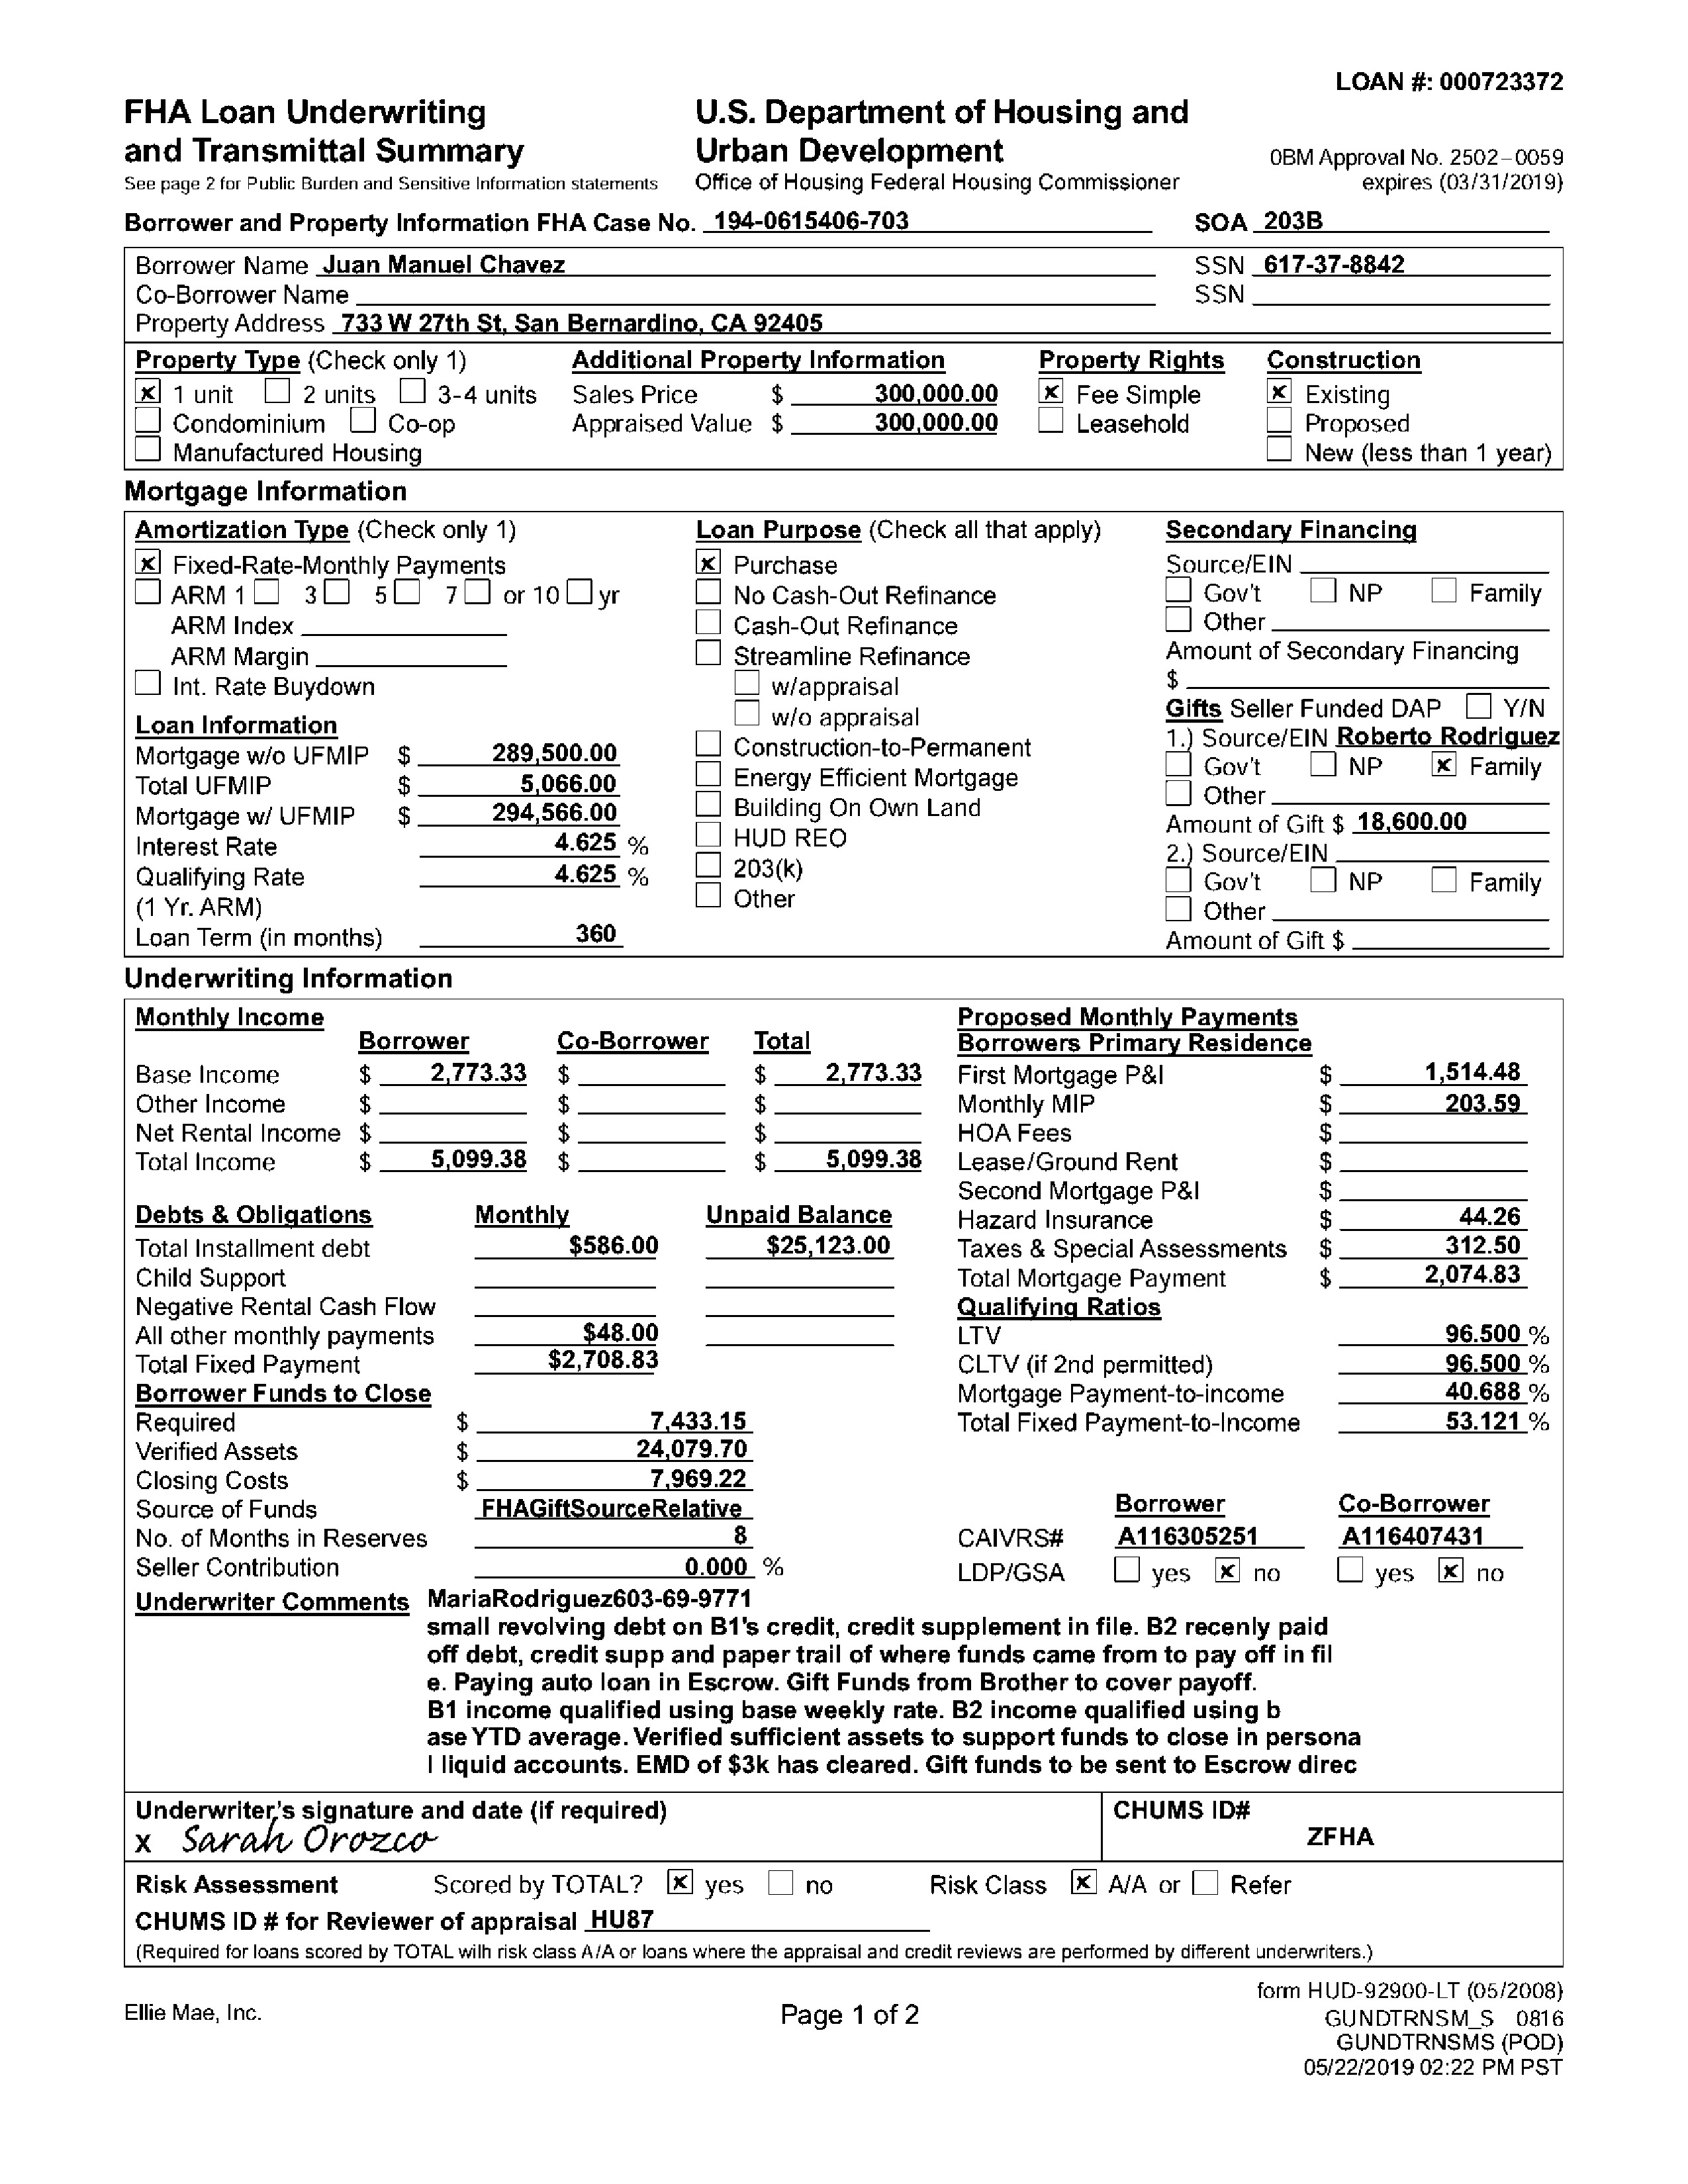 LOAN #: 000723372
FHA Loan Underwriting and Transmittal Summary
See page 2 for Public Burden and Sensitive Information statements
U.S. Department of Housing and Urban Development
Office of Housing Federal Housing Commissioner
0BM Approval No. 2502–0059
expires (03/31/2019)
Borrower and Property Information FHA Case No. 194-0615406-703 SOA 203B
Borrower Name Juan Manuel Chavez SSN 617-37-8842
Co-Borrower Name SSN
Property Address 733 W 27th St, San Bernardino, CA 92405
Property Type (Check only 1)
1 unit 2 units 3-4 units
Condominium Co-op
Manufactured Housing
Additional Property Information
Sales Price $ 300,000.00
Appraised Value $ 300,000.00
Property Rights
Fee Simple
Leasehold
Construction
Existing
Proposed
New (less than 1 year)
Mortgage Information
Amortization Type (Check only 1)
Fixed-Rate-Monthly Payments
ARM 1 3 5 7 or 10 yr
ARM Index
ARM Margin
Int. Rate Buydown
Loan Information
Mortgage w/o UFMIP $ 289,500.00
Total UFMIP $ 5,066.00
Mortgage w/ UFMIP $ 294,566.00
Interest Rate 4.625 %
Qualifying Rate 4.625 %
(1 Yr. ARM)
Loan Term (in months) 360
Loan Purpose (Check all that apply)
Purchase
No Cash-Out Refinance
Cash-Out Refinance
Streamline Refinance
w/appraisal
w/o appraisal
Construction-to-Permanent
Energy Efficient Mortgage
Building On Own Land
HUD REO
203(k)
Other
Secondary Financing
Source/EIN
Gov't NP Family
Other
Amount of Secondary Financing
$
Gifts Seller Funded DAP Y/N
1.) Source/EIN Roberto Rodriguez
Gov't NP Family
Other
Amount of Gift $ 18,600.00
2.) Source/EIN
Gov't NP Family
Other
Amount of Gift $
Underwriting Information
Monthly Income
Borrower Co-Borrower Total
Base Income $ 2,773.33 $ $ 2,773.33
Other Income $ $ $
Net Rental Income $ $ $
Total Income $ 5,099.38 $ $ 5,099.38
Debts & Obligations Monthly Unpaid Balance
Total Installment debt $586.00 $25,123.00
Child Support
Negative Rental Cash Flow
All other monthly payments $48.00
Total Fixed Payment $2,708.83
Borrower Funds to Close
Required $ 7,433.15
Verified Assets $ 24,079.70
Closing Costs $ 7,969.22
Source of Funds FHAGiftSourceRelative
No. of Months in Reserves 8
Seller Contribution 0.000 %
Proposed Monthly Payments
Borrowers Primary Residence
First Mortgage P&I $ 1,514.48
Monthly MIP $ 203.59
HOA Fees $
Lease/Ground Rent $
Second Mortgage P&I $
Hazard Insurance $ 44.26
Taxes & Special Assessments $ 312.50
Total Mortgage Payment $ 2,074.83
Qualifying Ratios
LTV 96.500 %
CLTV (if 2nd permitted) 96.500 %
Mortgage Payment-to-income 40.688 %
Total Fixed Payment-to-Income 53.121 %
Borrower Co-Borrower
CAIVRS# A116305251 A116407431
LDP/GSA yes no yes no
Underwriter Comments MariaRodriguez603-69-9771
small revolving debt on B1's credit, credit supplement in file. B2 recenly paid
off debt, credit supp and paper trail of where funds came from to pay off in fil
e. Paying auto loan in Escrow. Gift Funds from Brother to cover payoff.
B1 income qualified using base weekly rate. B2 income qualified using b
ase YTD average. Verified sufficient assets to support funds to close in persona
l liquid accounts. EMD of $3k has cleared. Gift funds to be sent to Escrow direc
Underwriter's signature and date (if required)
X Sarah Orozco
CHUMS ID#
ZFHA
Risk Assessment Scored by TOTAL? yes no Risk Class A/A or Refer
CHUMS ID # for Reviewer of appraisal HU87
(Required for loans scored by TOTAL wilh risk class A/A or loans where the appraisal and credit reviews are performed by different underwriters.)
form HUD-92900-LT (05/2008)
Ellie Mae, Inc.
Page 1 of 2
GUNDTRNSM_S 0816
GUNDTRNSMS (POD)
05/22/2019 02:22 PM PST